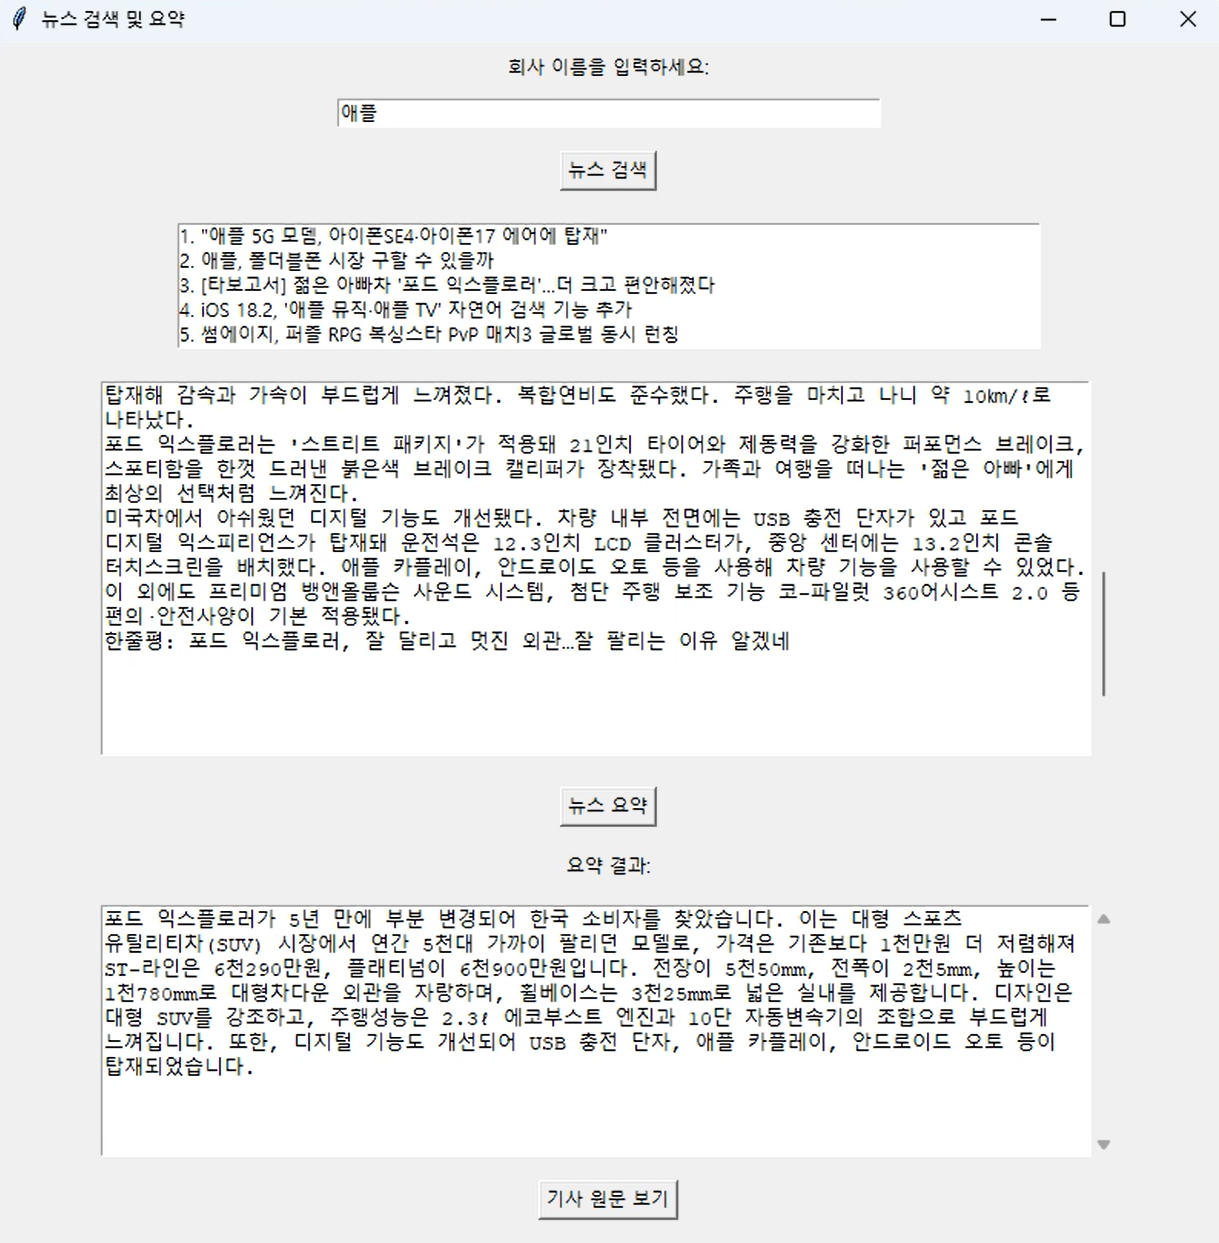 뉴스 검색 및 요약
회사 이름을 입력하세요:
애플
뉴스 검색
1. "애플 5G 모뎀, 아이폰SE4·아이폰17 에어에 탑재"
2. 애플, 폴더블폰 시장 구할 수 있을까
3. [타보고서] 젊은 아빠차 '포드 익스플로러'…더 크고 편안해졌다
4. iOS 18.2, '애플 뮤직·애플 TV' 자연어 검색 기능 추가
5. 썸에이지, 퍼즐 RPG 복싱스타 PvP 매치3 글로벌 동시 런칭
탑재해 감속과 가속이 부드럽게 느껴졌다. 복합연비도 준수했다. 주행을 마치고 나니 약 10㎞/ℓ로
나타났다.
포드 익스플로러는 '스트리트 패키지'가 적용돼 21인치 타이어와 제동력을 강화한 퍼포먼스 브레이크,
스포티함을 한껏 드러낸 붉은색 브레이크 캘리퍼가 장착됐다. 가족과 여행을 떠나는 '젊은 아빠'에게
최상의 선택처럼 느껴진다.
미국차에서 아쉬웠던 디지털 기능도 개선됐다. 차량 내부 전면에는 USB 충전 단자가 있고 포드
디지털 익스피리언스가 탑재돼 운전석은 12.3인치 LCD 클러스터가, 중앙 센터에는 13.2인치 콘솔
터치스크린을 배치했다. 애플 카플레이, 안드로이드 오토 등을 사용해 차량 기능을 사용할 수 있었다.
이 외에도 프리미엄 뱅앤올룹슨 사운드 시스템, 첨단 주행 보조 기능 코-파일럿 360어시스트 2.0 등
편의·안전사양이 기본 적용됐다.
한줄평: 포드 익스플로러, 잘 달리고 멋진 외관…잘 팔리는 이유 알겠네
뉴스 요약
요약 결과:
포드 익스플로러가 5년 만에 부분 변경되어 한국 소비자를 찾았습니다. 이는 대형 스포츠
유틸리티차(SUV) 시장에서 연간 5천대 가까이 팔리던 모델로, 가격은 기존보다 1천만원 더 저렴해져
ST-라인은 6천290만원, 플래티넘이 6천900만원입니다. 전장이 5천50mm, 전폭이 2천5mm, 높이는
1천780mm로 대형차다운 외관을 자랑하며, 휠베이스는 3천25mm로 넓은 실내를 제공합니다. 디자인은
대형 SUV를 강조하고, 주행성능은 2.3ℓ 에코부스트 엔진과 10단 자동변속기의 조합으로 부드럽게
느껴집니다. 또한, 디지털 기능도 개선되어 USB 충전 단자, 애플 카플레이, 안드로이드 오토 등이
탑재되었습니다.
기사 원문 보기